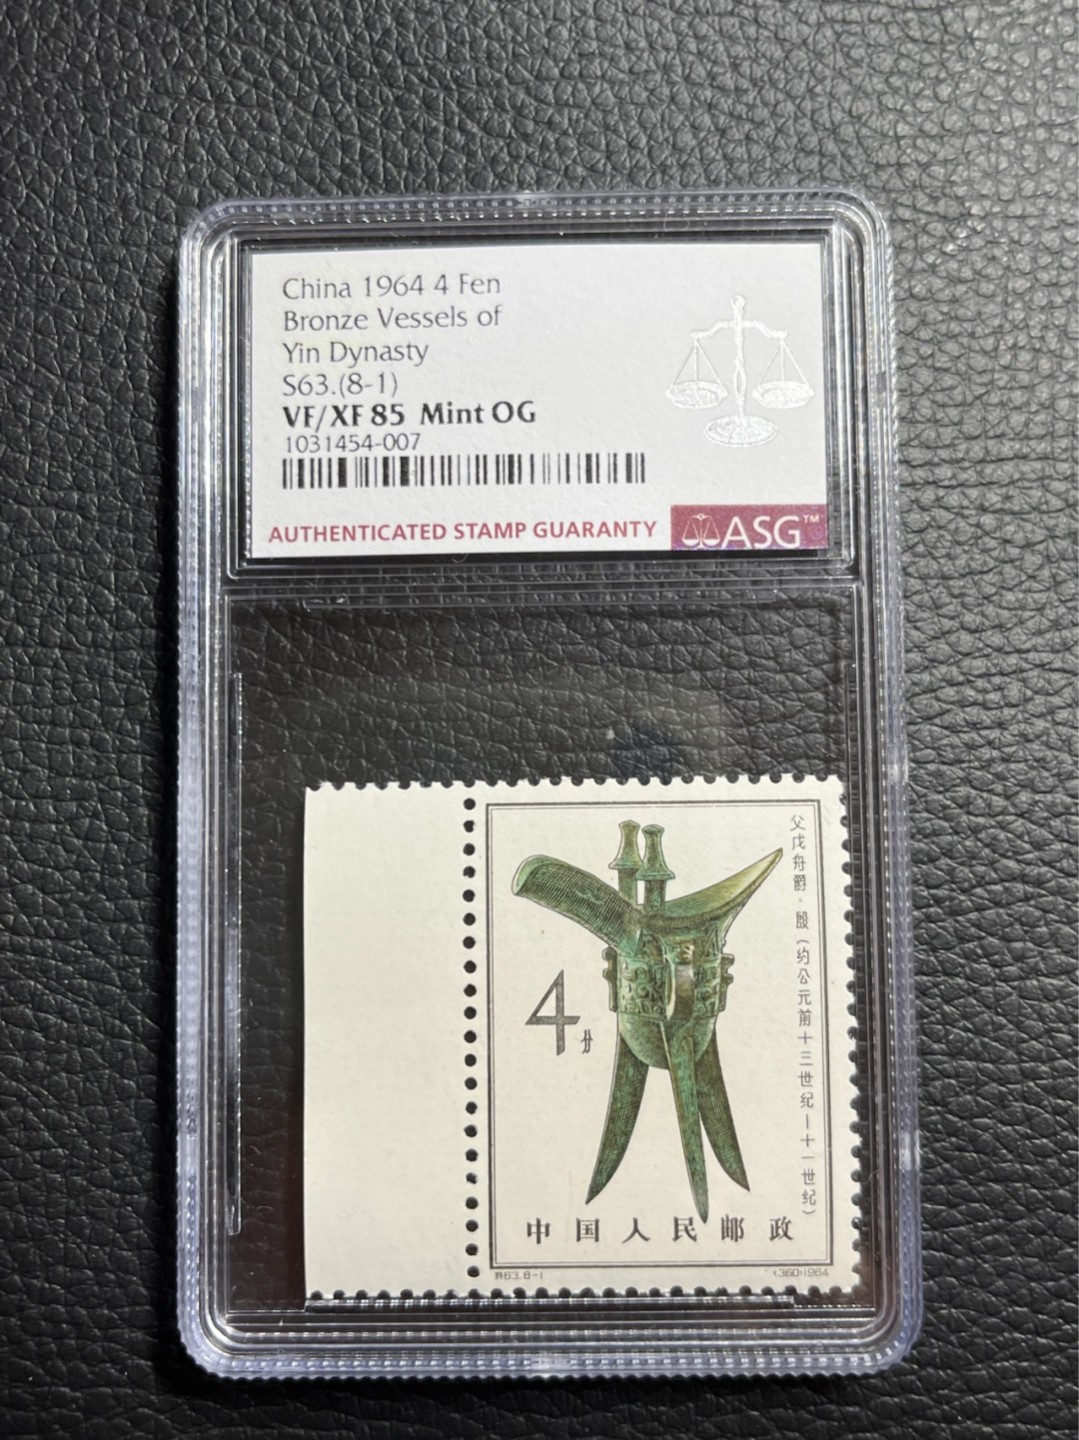 China 1964 4 Fen
Bronze Vessels of
Yin Dynasty
S63.(8-1)
VF/XF 85 Mint OG
1031454-007
AUTHENTICATED STAMP GUARANTY
ASG™
父戊舟爵·殷(约公元前十三世纪—十一世纪)
4分
中国人民邮政
特63.8-1
(360)1964